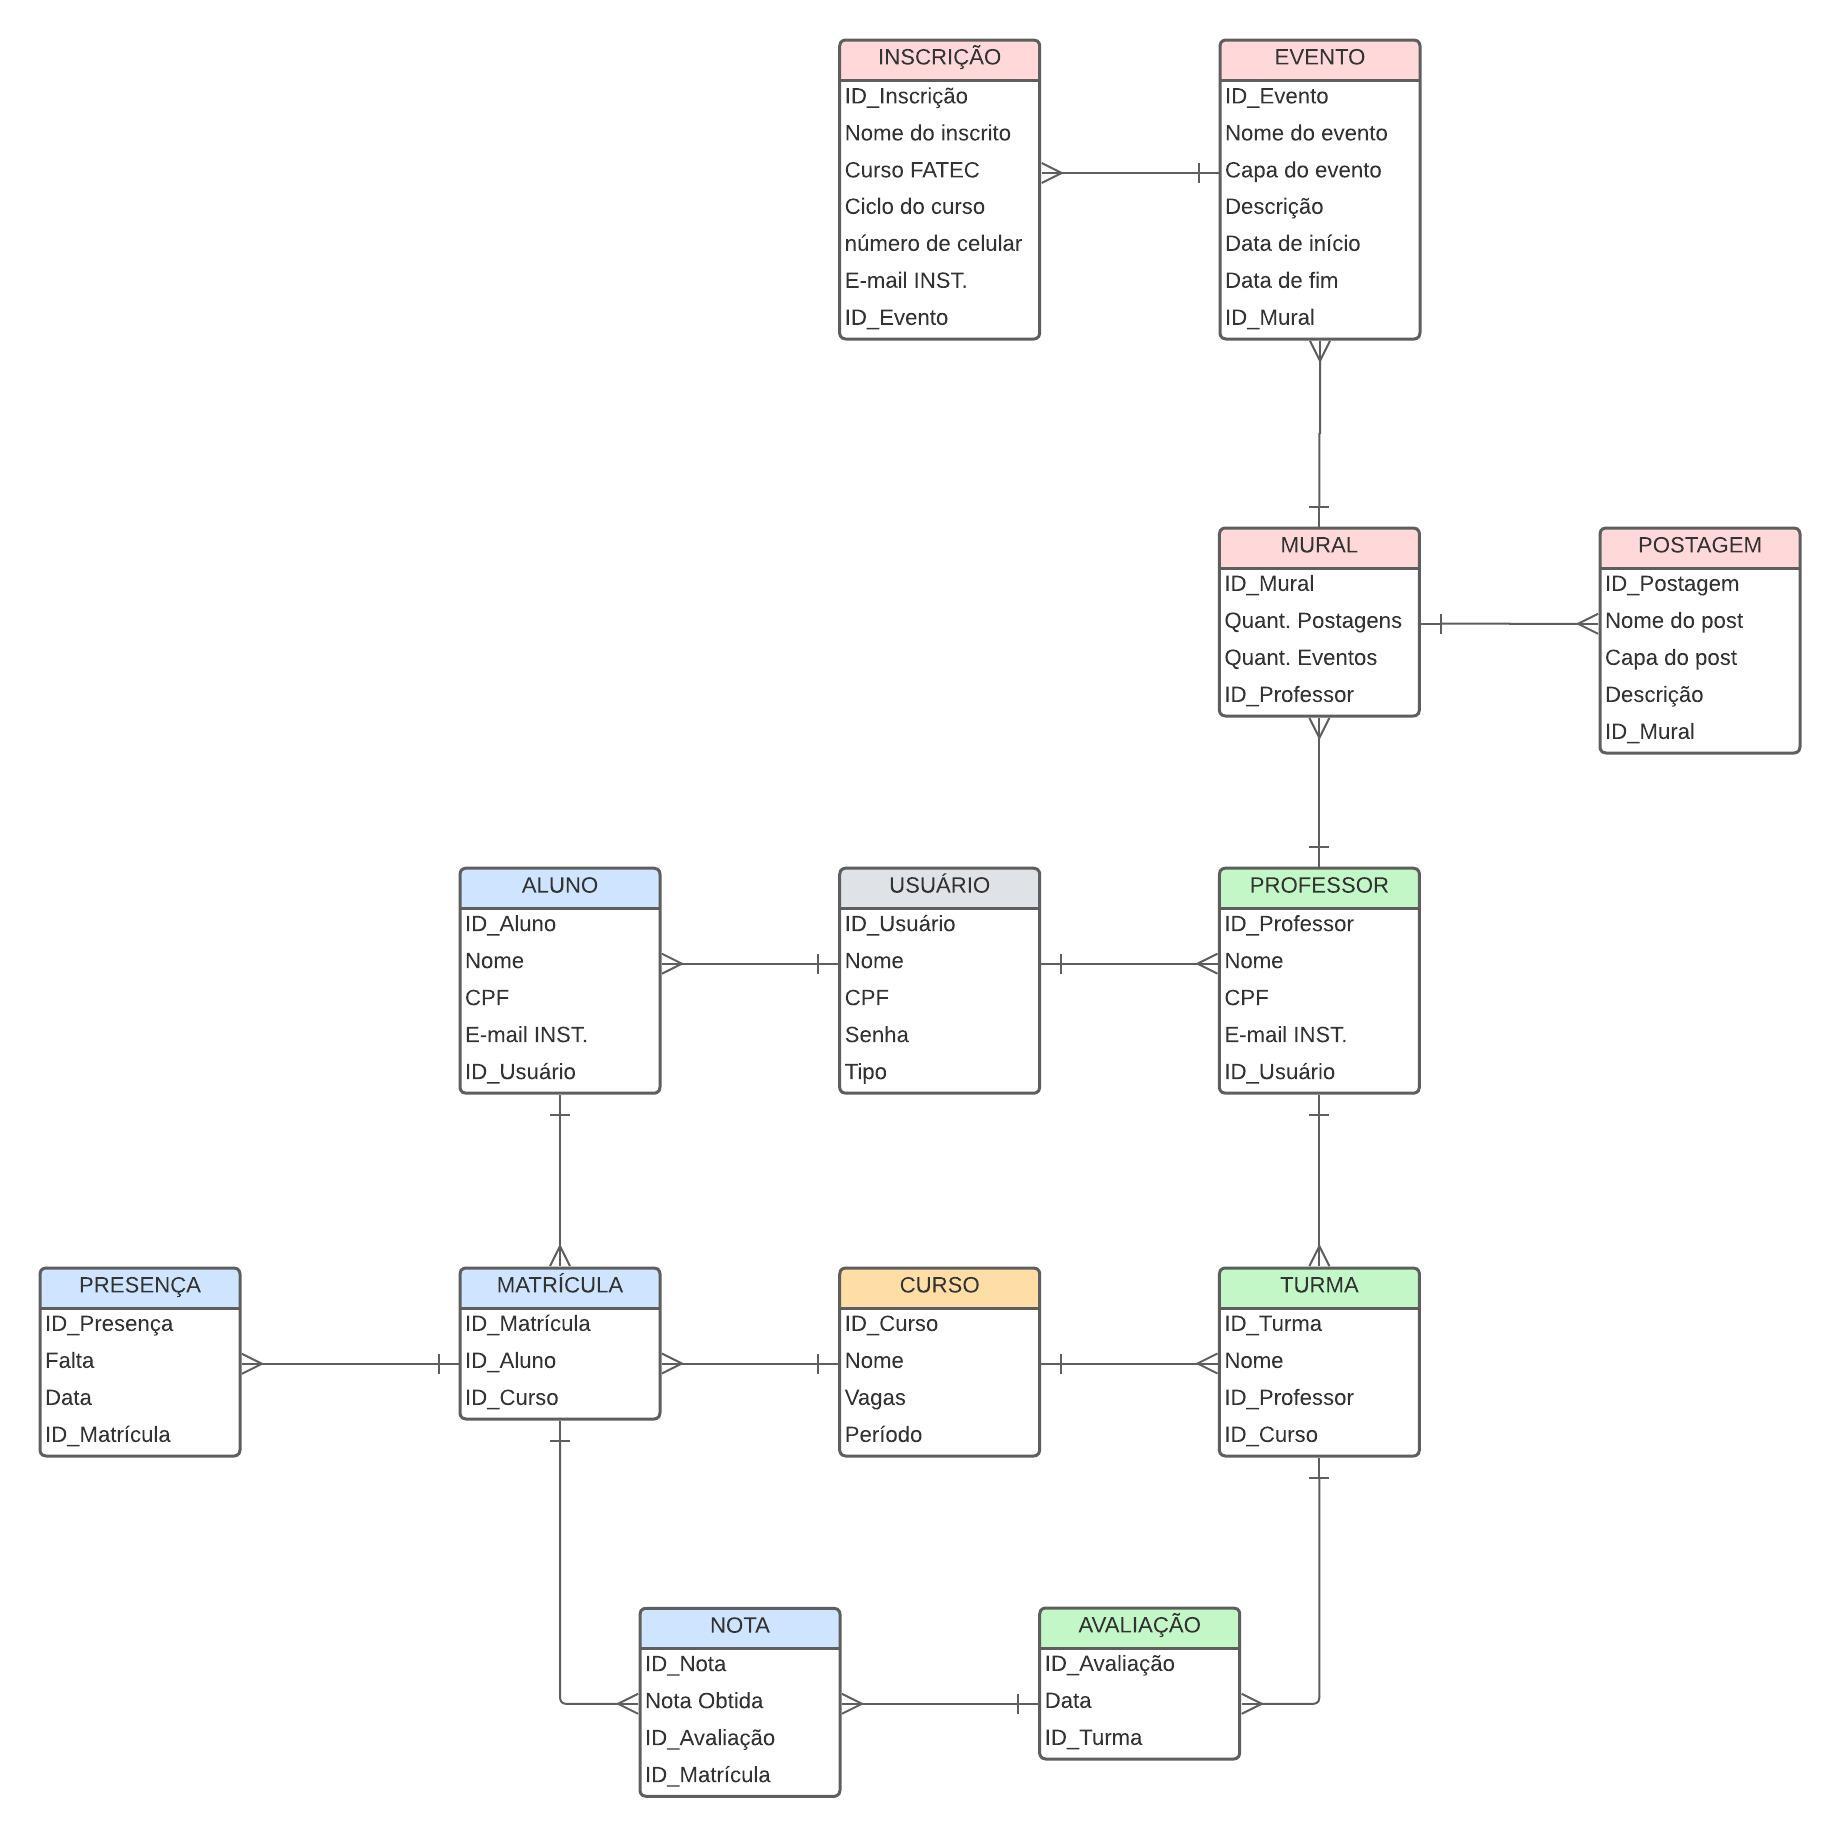 INSCRIÇÃO
ID_Inscrição
Nome do inscrito
Curso FATEC
Ciclo do curso
número de celular
E-mail INST.
ID_Evento
EVENTO
ID_Evento
Nome do evento
Capa do evento
Descrição
Data de início
Data de fim
ID_Mural
MURAL
ID_Mural
Quant. Postagens
Quant. Eventos
ID_Professor
POSTAGEM
ID_Postagem
Nome do post
Capa do post
Descrição
ID_Mural
ALUNO
ID_Aluno
Nome
CPF
E-mail INST.
ID_Usuário
USUÁRIO
ID_Usuário
Nome
CPF
Senha
Tipo
PROFESSOR
ID_Professor
Nome
CPF
E-mail INST.
ID_Usuário
PRESENÇA
ID_Presença
Falta
Data
ID_Matrícula
MATRÍCULA
ID_Matrícula
ID_Aluno
ID_Curso
CURSO
ID_Curso
Nome
Vagas
Período
TURMA
ID_Turma
Nome
ID_Professor
ID_Curso
NOTA
ID_Nota
Nota Obtida
ID_Avaliação
ID_Matrícula
AVALIAÇÃO
ID_Avaliação
Data
ID_Turma